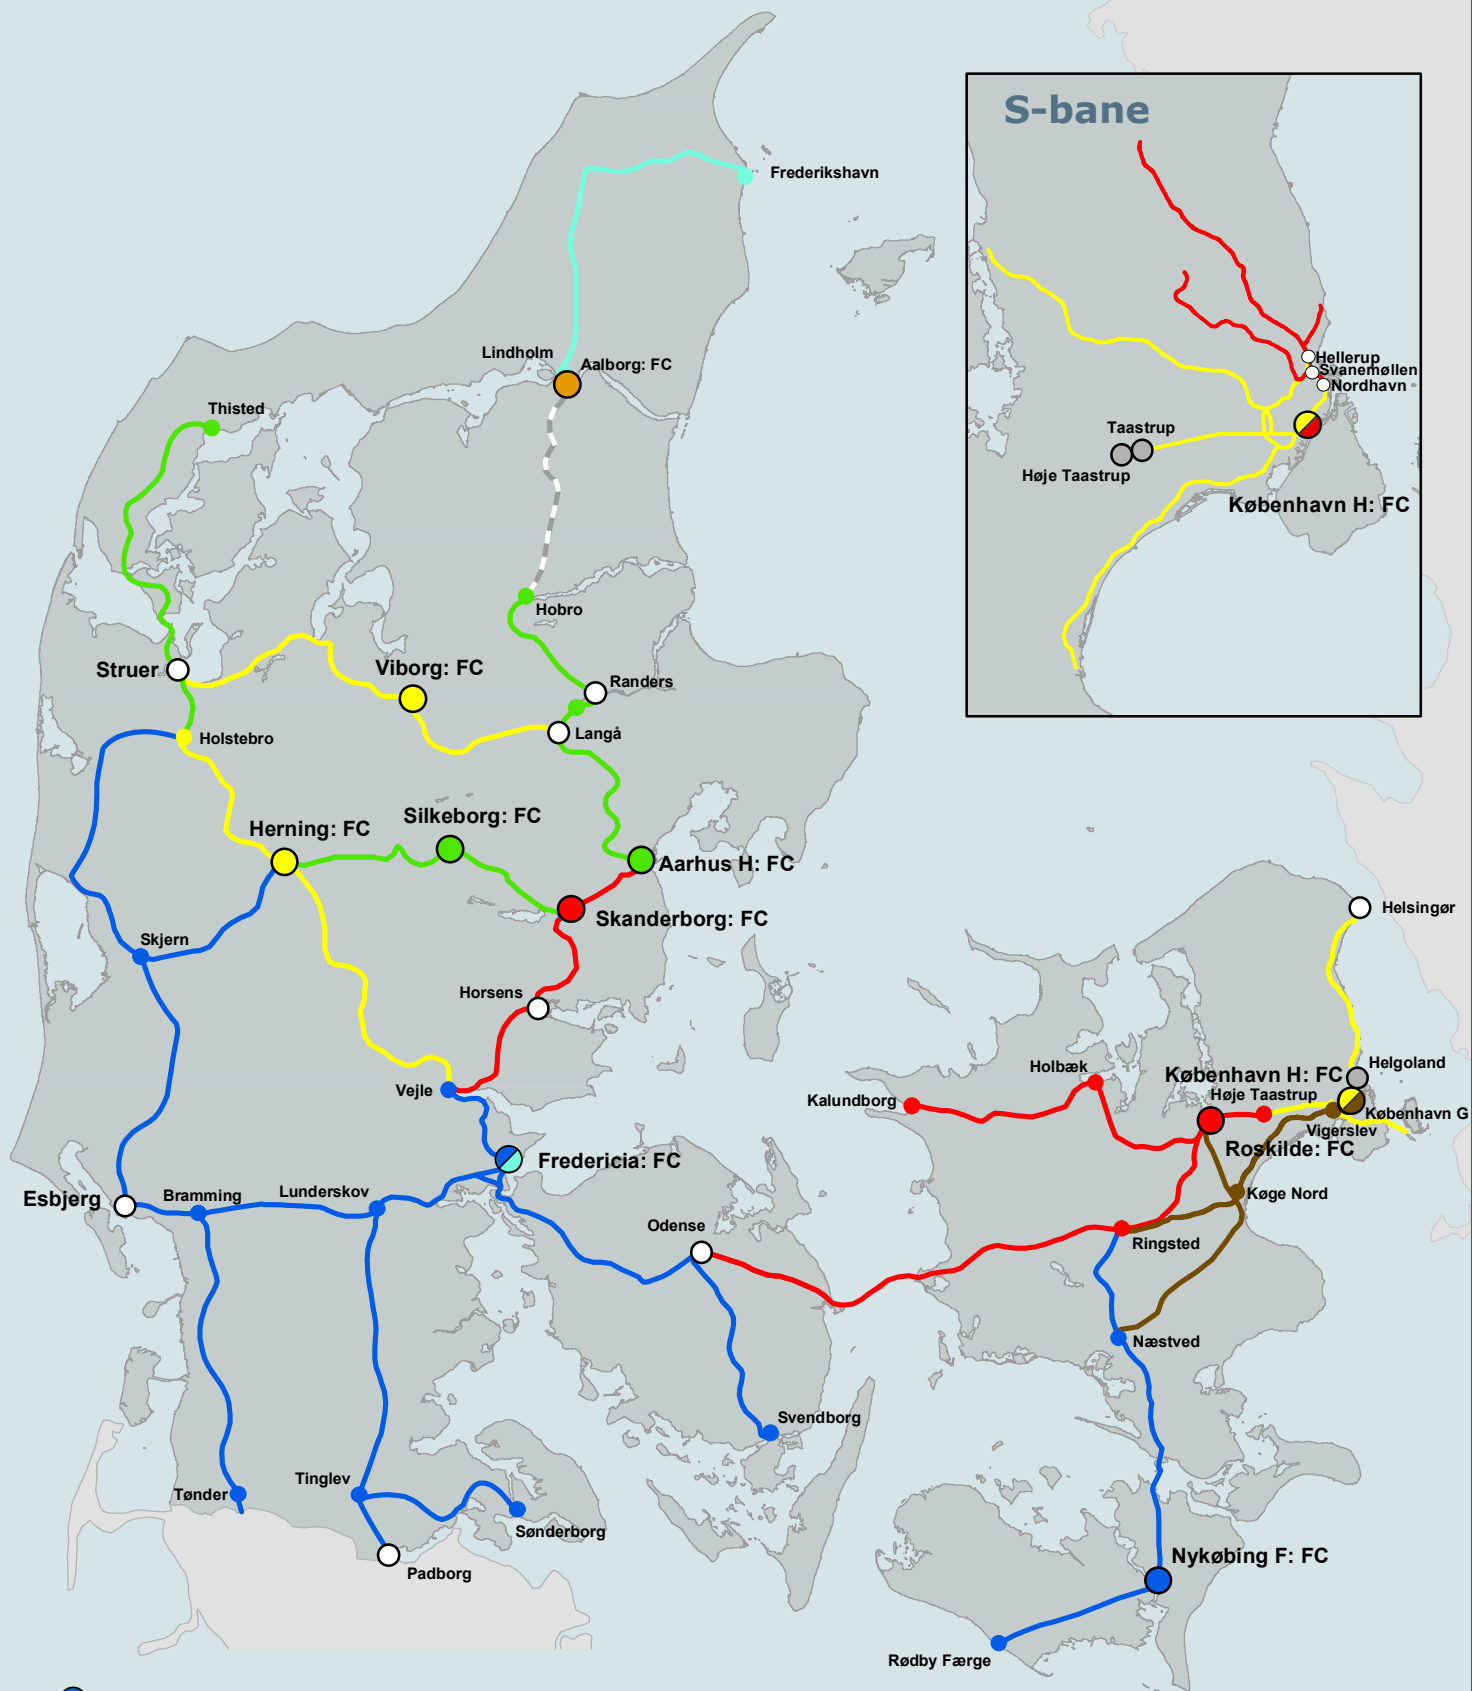 S-bane
Frederikshavn
Lindholm
Aalborg: FC
Hellerup
Svanemøllen
Nordhavn
Thisted
Taastrup
Høje Taastrup
København H: FC
Hobro
Struer
Viborg: FC
Randers
Langå
Holstebro
Silkeborg: FC
Herning: FC
Aarhus H: FC
Skanderborg: FC
Helsingør
Skjern
Horsens
Helgoland
Holbæk
København H: FC
Vejle
Høje Taastrup
Kalundborg
København G
Vigerslev
Roskilde: FC
Fredericia: FC
Køge Nord
Esbjerg
Bramming
Lunderskov
Odense
Ringsted
Næstved
Svendborg
Tinglev
Tønder
Sønderborg
Nykøbing F: FC
Padborg
Rødby Færge